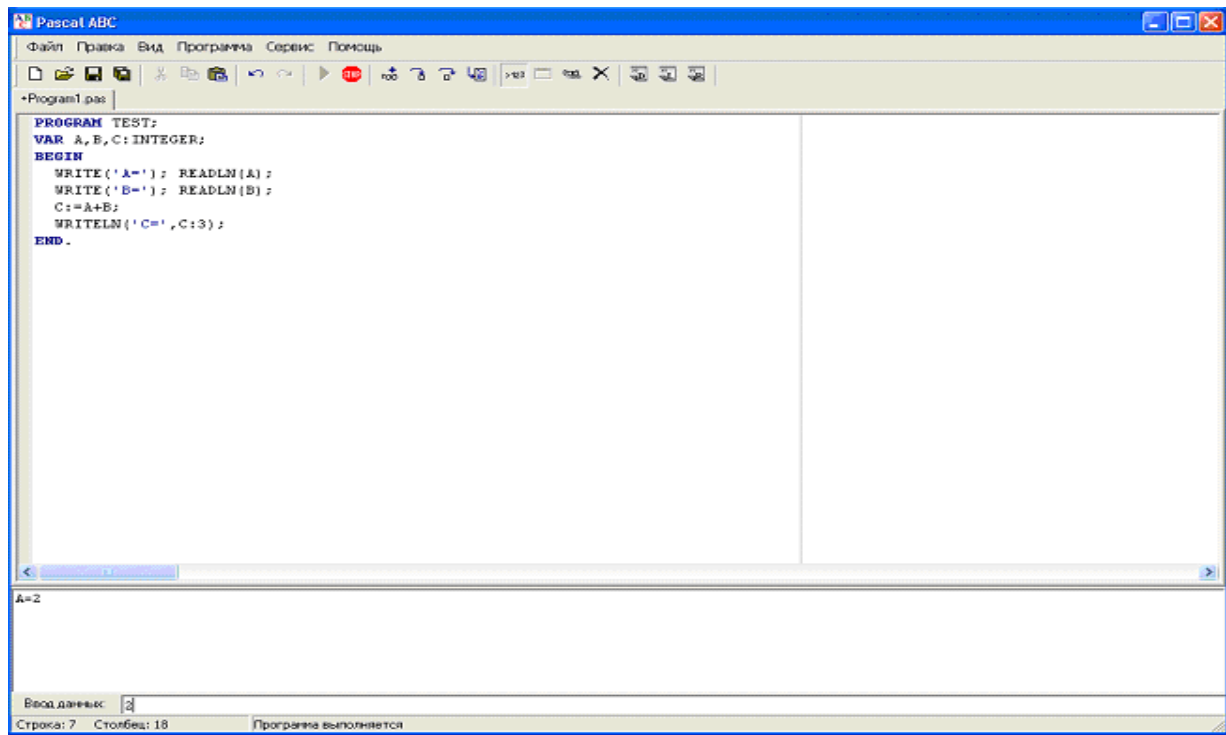 Pascal ABC
Файл Правка Вид Программа Сервис Помощь
•Program1.pas
PROGRAM TEST;
VAR A,B,C:INTEGER;
BEGIN
WRITE('A='); READLN(A);
WRITE('B='); READLN(B);
C:=A+B;
WRITELN('C=',C:3);
END.
A=2
Ввод данных: 2
Строка: 7 Столбец: 18 Программа выполняется